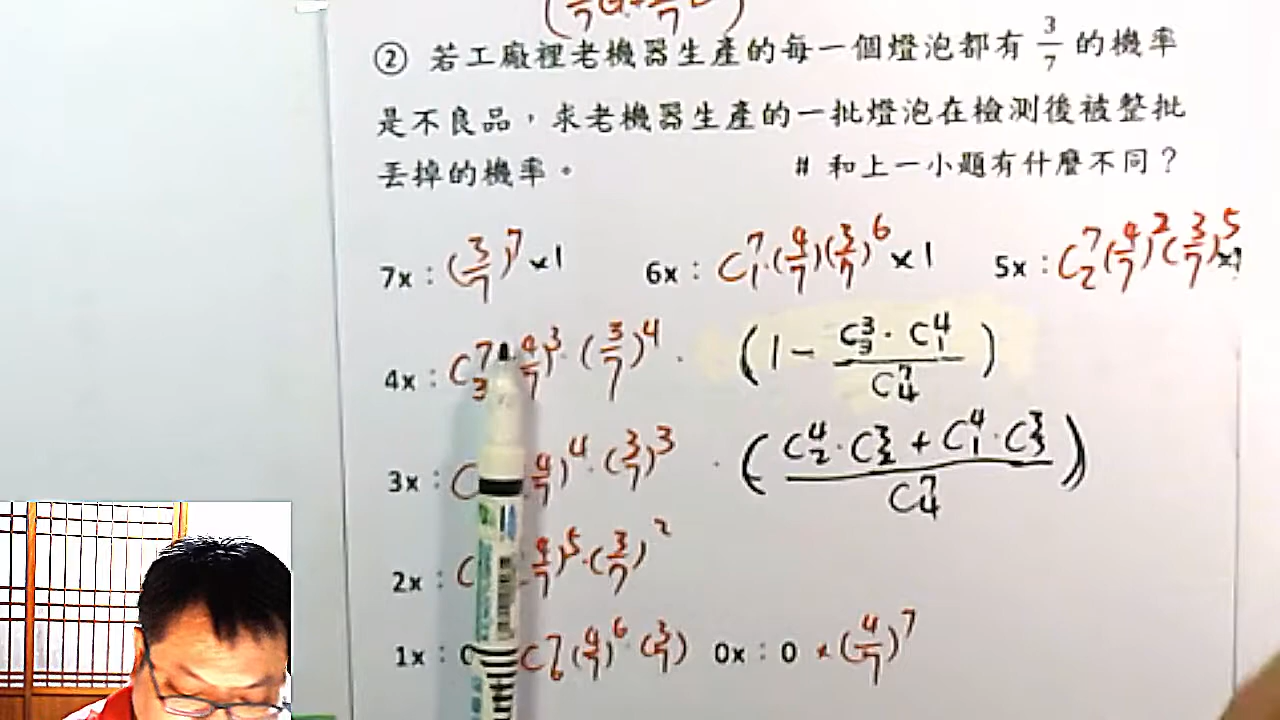 ② 若工廠裡老機器生產的每一個燈泡都有 3/7 的機率
是不良品，求老機器生產的一批燈泡在檢測後被整批
丟掉的機率。 # 和上一小題有什麼不同？
7x：(3/7)^7 ×1 6x：C^7_1·(4/7)(3/7)^6 ×1 5x：C^7_2(4/7)^2(3/7)^5
4x：C^7_3 4/7)^3·(3/7)^4·(1−(C^3_3·C^4_1)/C^7_4)
3x：C 4/7)^4·(3/7)^3·((C^4_2·C^3_2+C^4_1·C^3_3)/C^7_4)
2x：C 4/7)^5·(3/7)^2
1x： C^7_6(4/7)^6(3/7) 0x：0 ×(4/7)^7